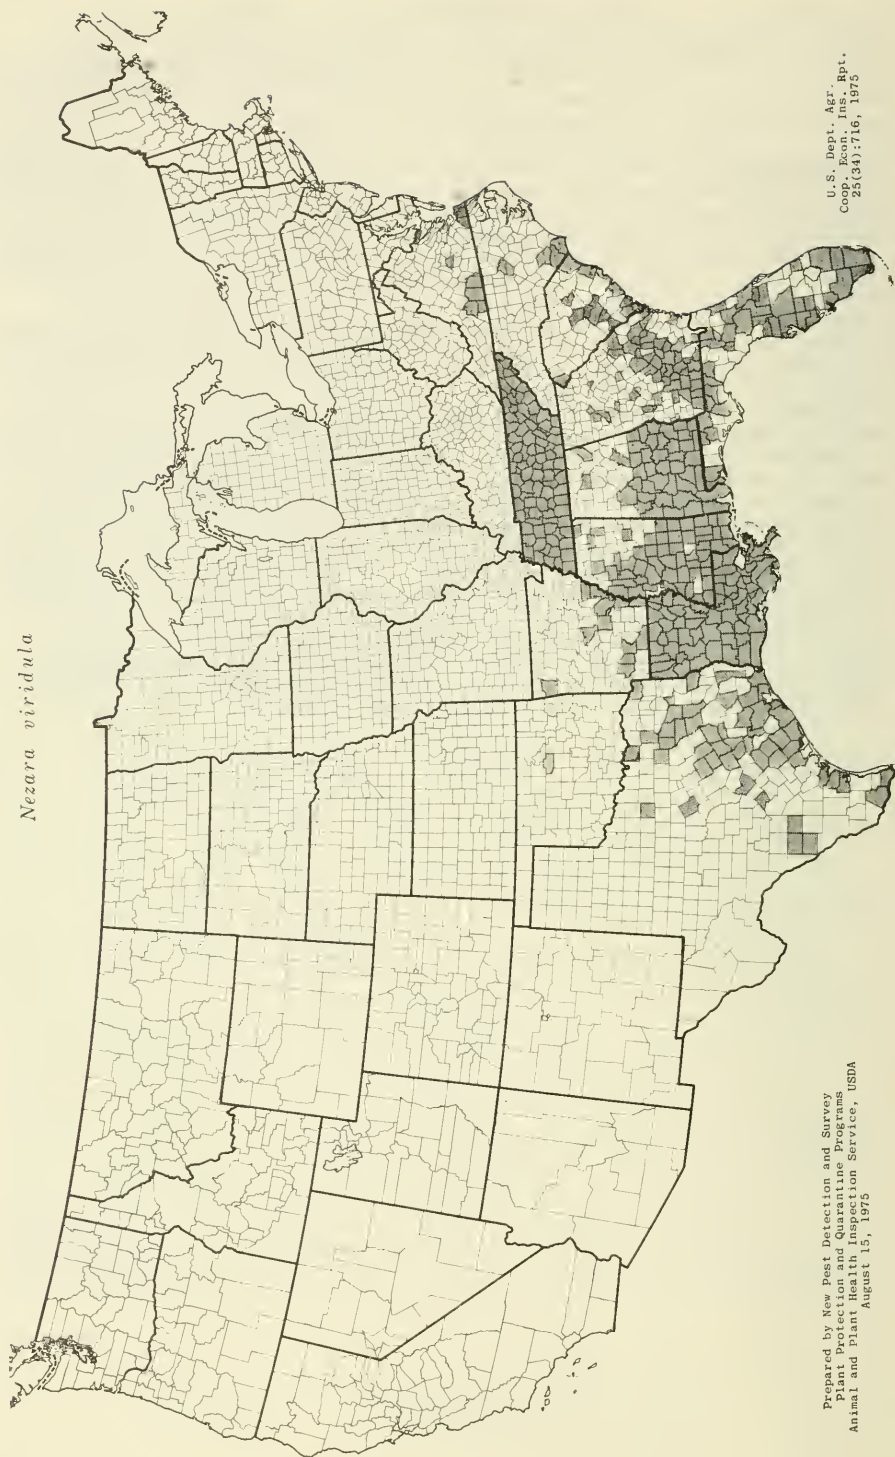 Nezara viridula
Prepared by New Pest Detection and Survey
Plant Protection and Quarantine Programs
Animal and Plant Health Inspection Service, USDA
August 15, 1975
U.S. Dept. Agr.
Coop. Econ. Ins. Rpt.
25(34):716, 1975